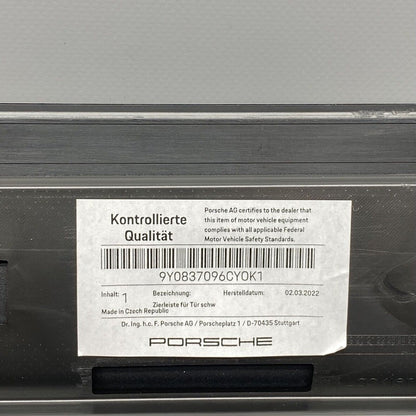 Kontrollierte
Qualität
Porsche AG certifies to the dealer that
this item of motor vehicle equipment
complies with all applicable Federal
Motor Vehicle Safety Standards.
9Y0837096CYOK1
Inhalt: 1 Bezeichnung: Herstelldatum: 02.03.2022
Zierleiste für Tür schw
Made in Czech Republic
Dr. Ing. h.c. F. Porsche AG / Porscheplatz 1 / D-70435 Stuttgart
PORSCHE